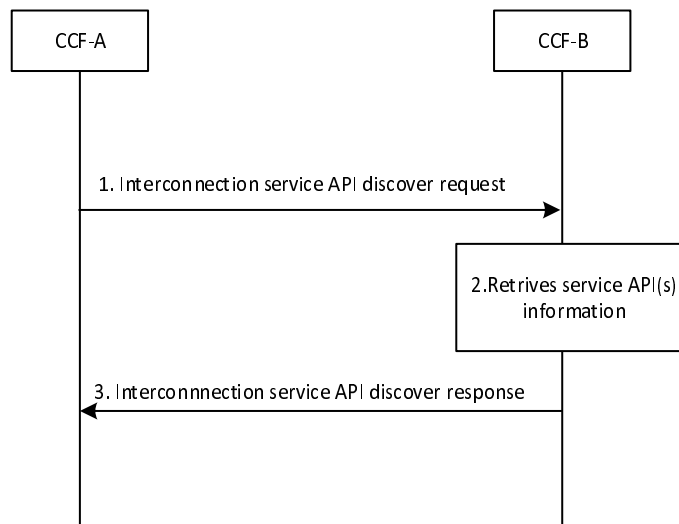 CCF-A
CCF-B
1. Interconnection service API discover request
2.Retrives service API(s)
information
3. Interconnnection service API discover response